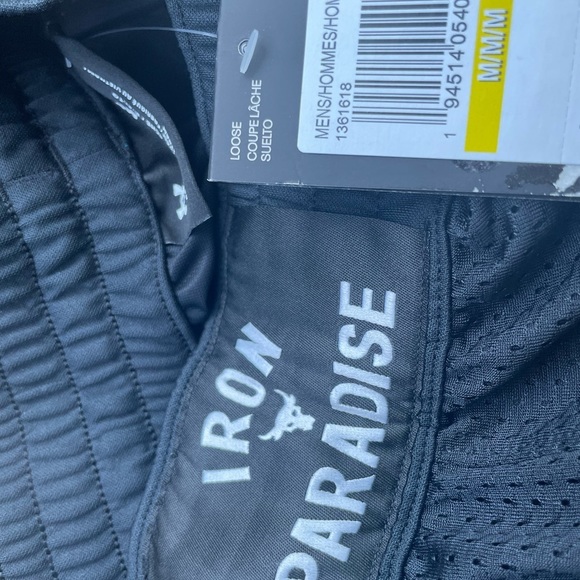 LOOSE
COUPE LÂCHE
SUELTO
MENS/HOMMES/HOM
1361618
1 94514 0540
M/M/M
IRON
PARADISE